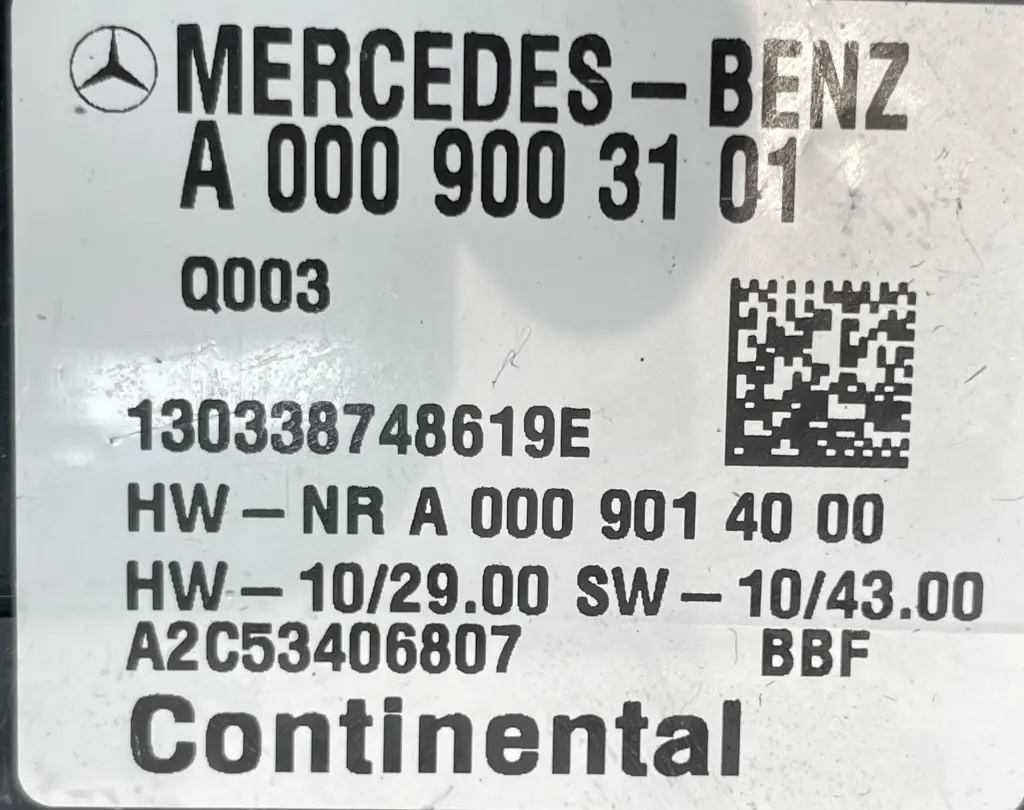 MERCEDES-BENZ
A 000 900 31 01
Q003
130338748619E
HW-NR A 000 901 40 00
HW-10/29.00 SW-10/43.00
A2C53406807 BBF
Continental